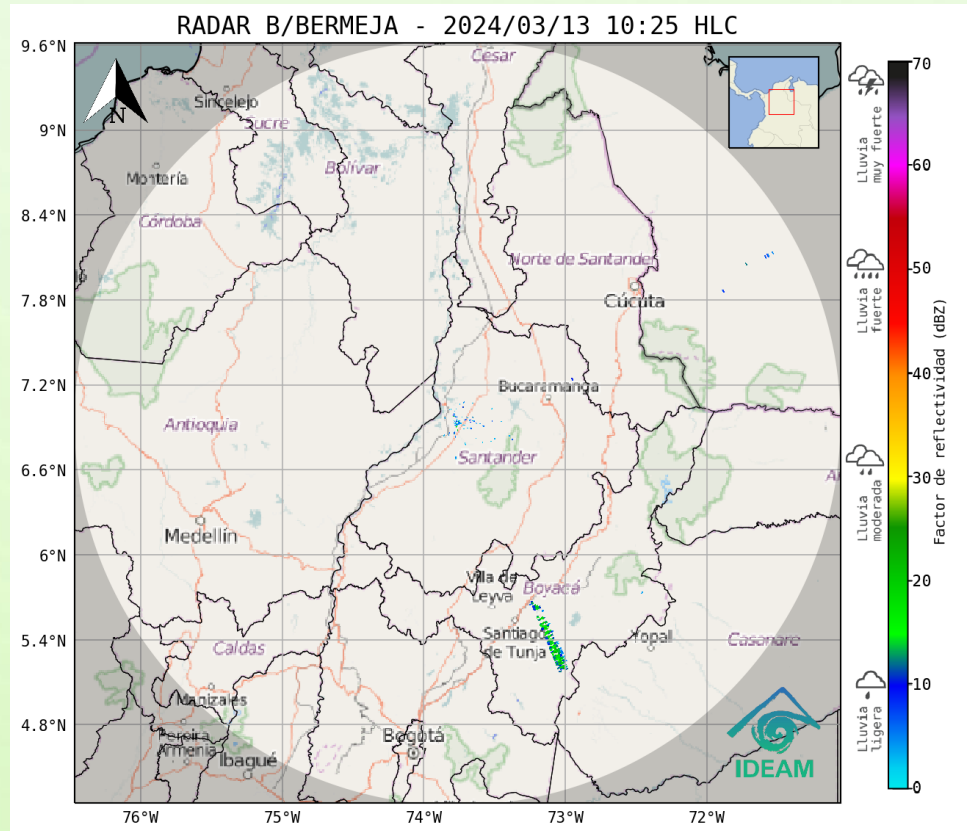 RADAR B/BERMEJA - 2024/03/13 10:25 HLC
9.6°N
9°N
8.4°N
7.8°N
7.2°N
6.6°N
6°N
5.4°N
4.8°N
76°W
75°W
74°W
73°W
72°W
N
Cesar
Sincelejo
Sucre
Bolívar
Montería
Córdoba
Norte de Santander
Cúcuta
Bucaramanga
Antioquia
Santander
Medellín
Villa de
Leyva
Boyacá
Santiago
de Tunja
Yopal
Casanare
Caldas
Manizales
Pereira
Armenia
Ibagué
Bogotá
IDEAM
70
60
50
40
30
20
10
0
Lluvia
muy fuerte
Lluvia
fuerte
Lluvia
moderada
Lluvia
ligera
Factor de reflectividad (dBZ)